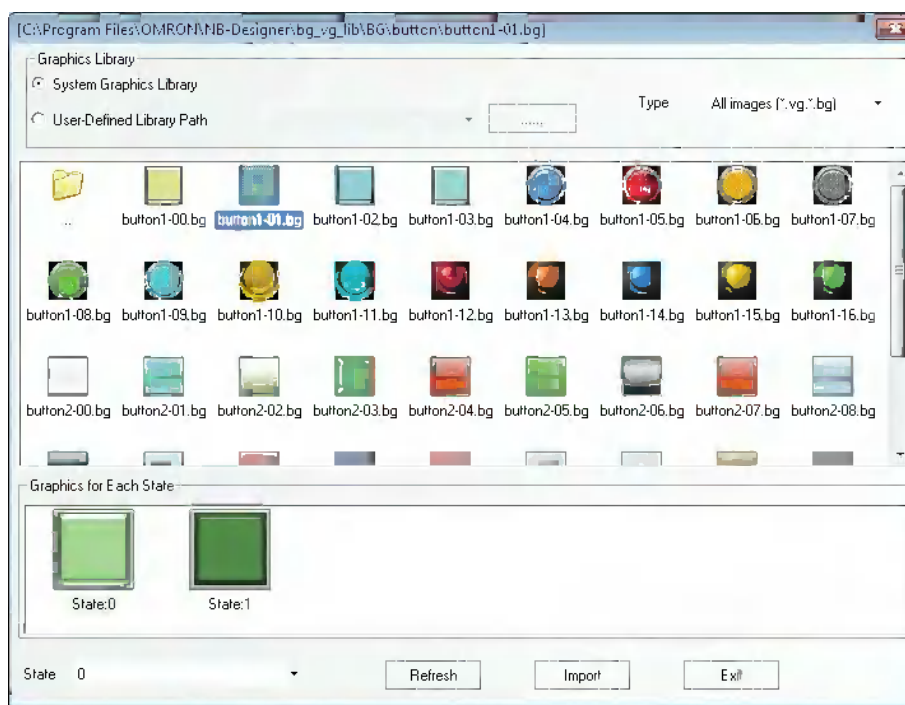 [C:\Program Files\OMRON\NB-Designer\bg_vg_lib\BG\button\button1-01.bg]
Graphics Library
System Graphics Library
User-Defined Library Path
......
Type All images (*.vg,*.bg)
... button1-00.bg button1-01.bg button1-02.bg button1-03.bg button1-04.bg button1-05.bg button1-06.bg button1-07.bg
button1-08.bg button1-09.bg button1-10.bg button1-11.bg button1-12.bg button1-13.bg button1-14.bg button1-15.bg button1-16.bg
button2-00.bg button2-01.bg button2-02.bg button2-03.bg button2-04.bg button2-05.bg button2-06.bg button2-07.bg button2-08.bg
Graphics for Each State
State:0 State:1
State 0 Refresh Import Exit